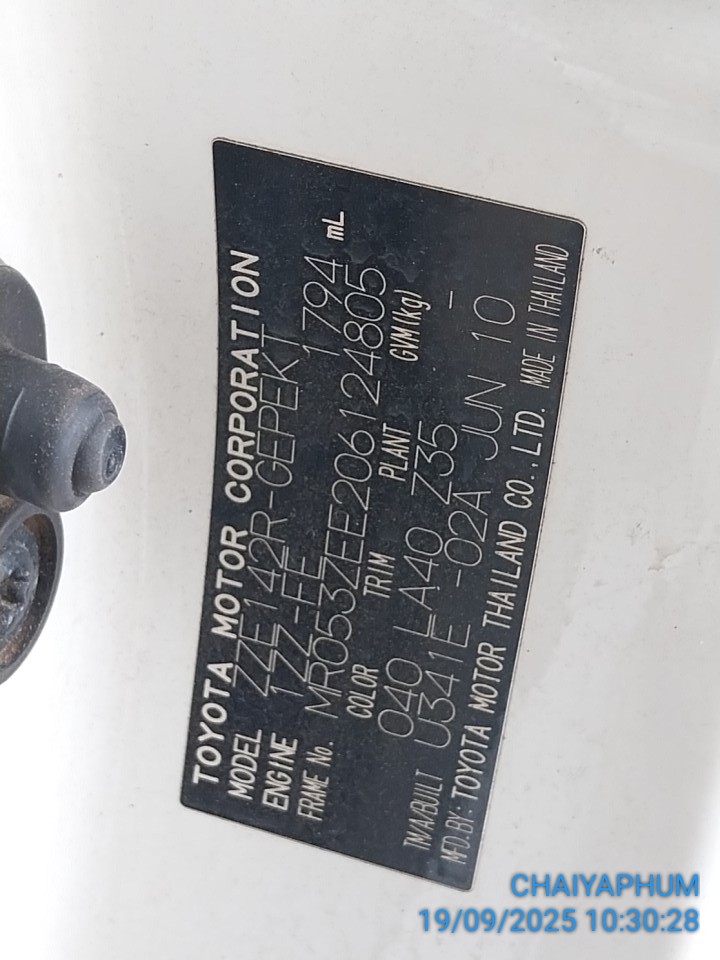 TOYOTA MOTOR CORPORATION
MODEL ZZE142R-GEPEKT
ENGINE 1ZZ-FE 1794 mL
FRAME No. MR053ZEE206124805
COLOR TRIM PLANT GVM(kg)
040 LA40 Z35 -
TM/A/BUILT U341E -02A JUN 10
MFD.BY: TOYOTA MOTOR THAILAND CO.,LTD. MADE IN THAILAND
CHAIYAPHUM
19/09/2025 10:30:28